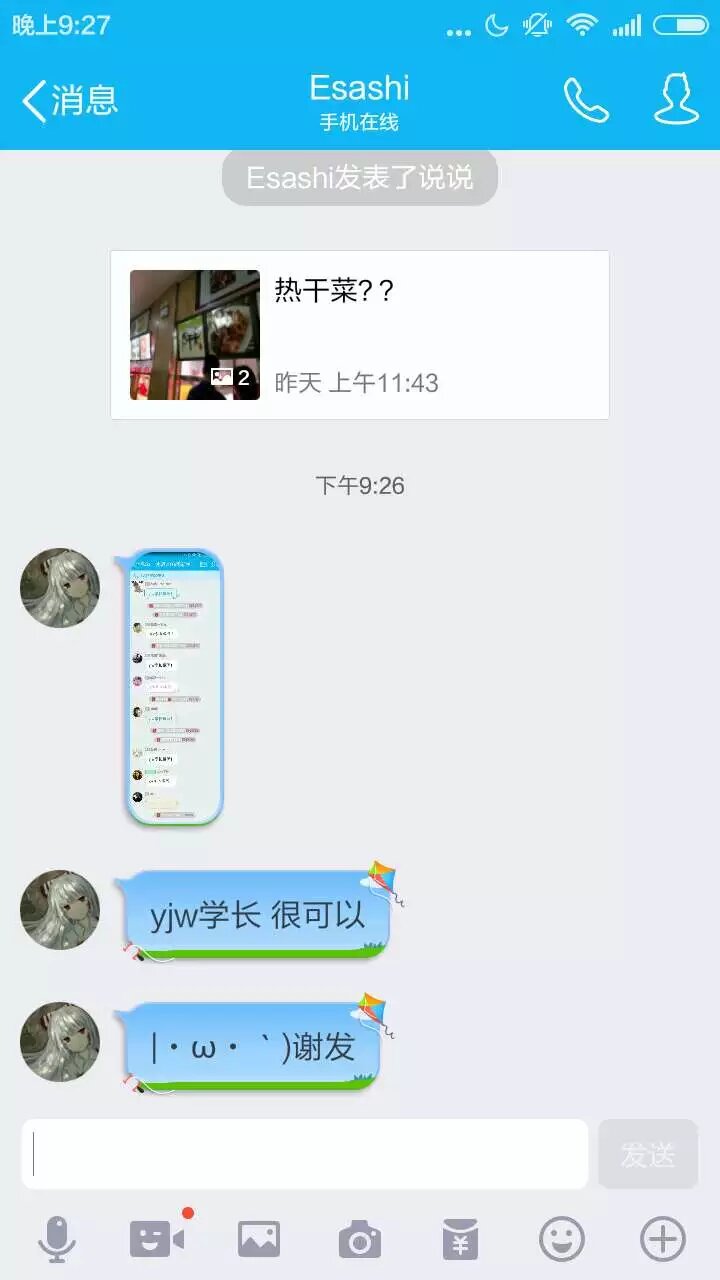 晚上9:27
消息
Esashi
手机在线
Esashi发表了说说
热干菜??
2
昨天 上午11:43
下午9:26
yjw学长 很可以
|・ω・｀)谢发
发送